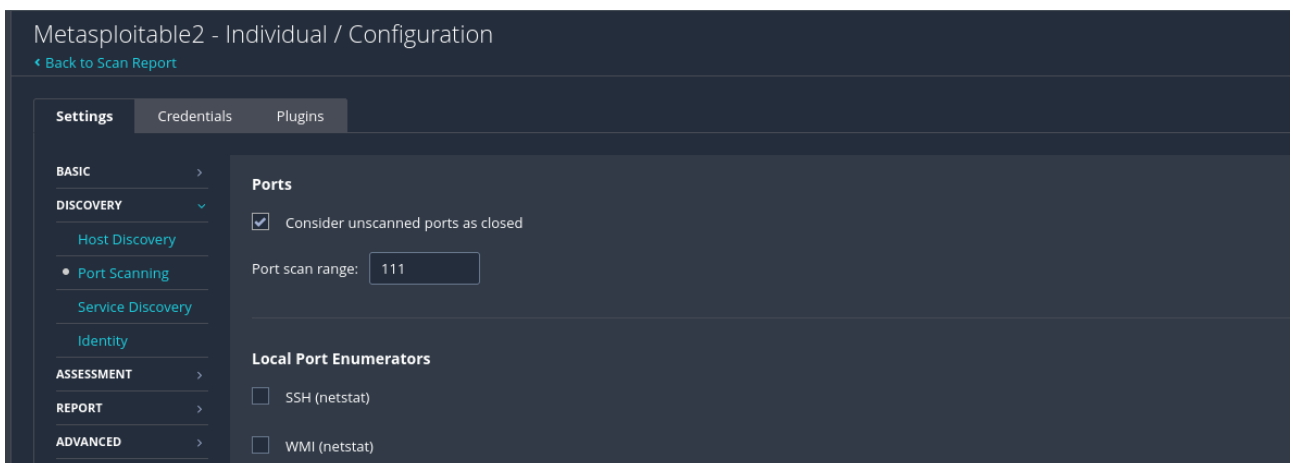 Metasploitable2 - Individual / Configuration
Back to Scan Report
Settings Credentials Plugins
BASIC
DISCOVERY
Host Discovery
Port Scanning
Service Discovery
Identity
ASSESSMENT
REPORT
ADVANCED
Ports
Consider unscanned ports as closed
Port scan range: 111
Local Port Enumerators
SSH (netstat)
WMI (netstat)